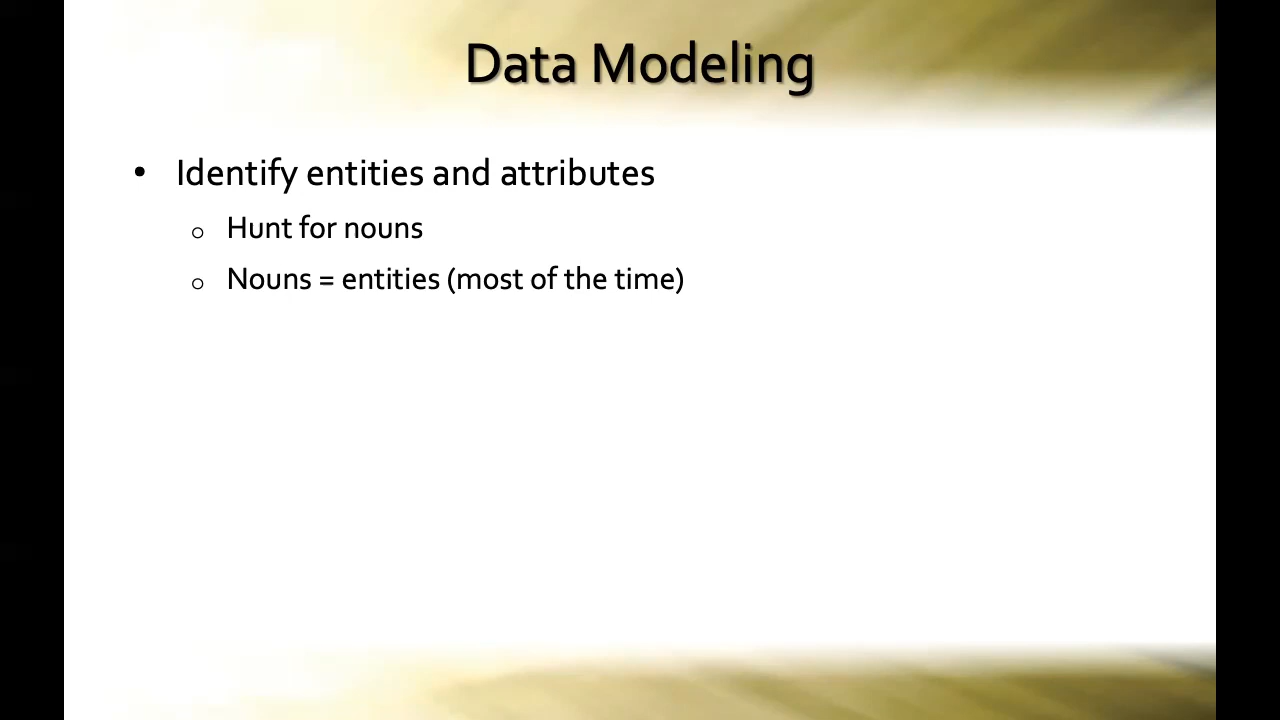 Data Modeling
• Identify entities and attributes
o Hunt for nouns
o Nouns = entities (most of the time)